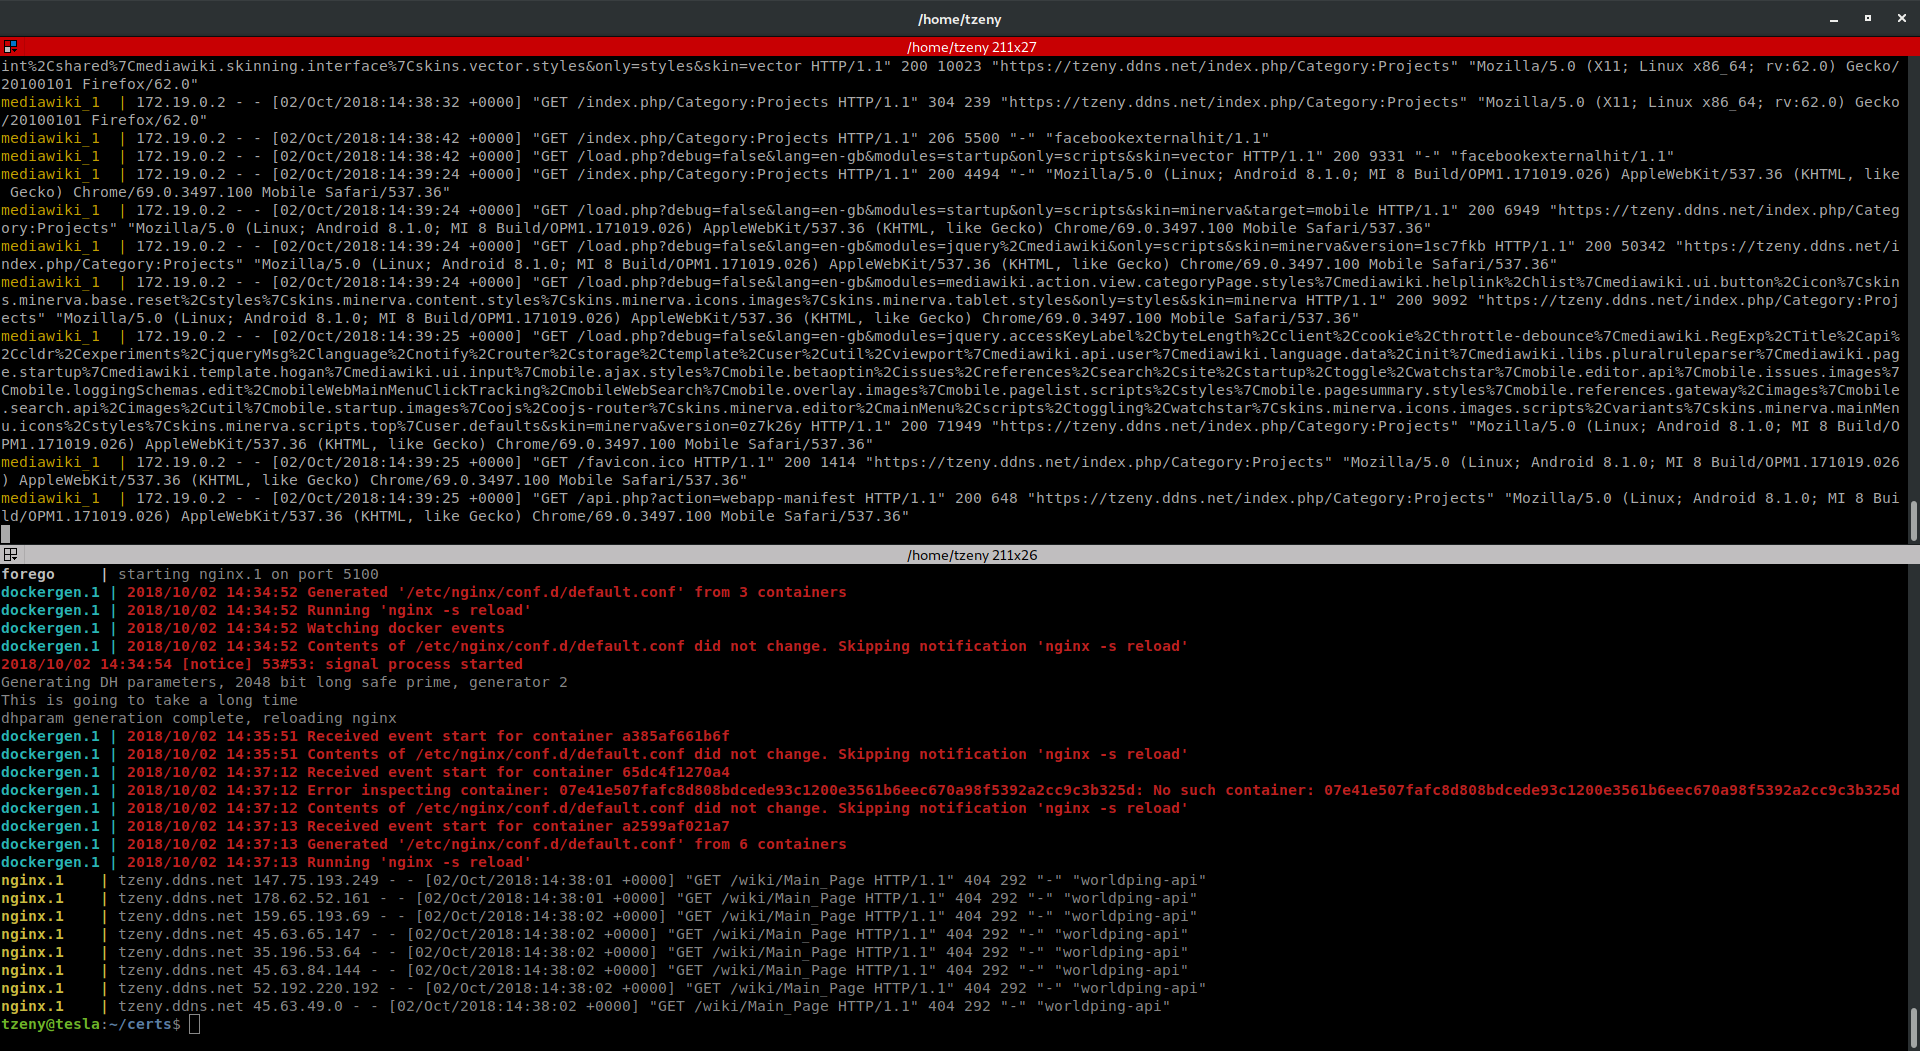 /home/tzeny
/home/tzeny 211x27
int%2Cshared%7Cmediawiki.skinning.interface%7Cskins.vector.styles&only=styles&skin=vector HTTP/1.1" 200 10023 "https://tzeny.ddns.net/index.php/Category:Projects" "Mozilla/5.0 (X11; Linux x86_64; rv:62.0) Gecko/
20100101 Firefox/62.0"
mediawiki_1  | 172.19.0.2 - - [02/Oct/2018:14:38:32 +0000] "GET /index.php/Category:Projects HTTP/1.1" 304 239 "https://tzeny.ddns.net/index.php/Category:Projects" "Mozilla/5.0 (X11; Linux x86_64; rv:62.0) Gecko
/20100101 Firefox/62.0"
mediawiki_1  | 172.19.0.2 - - [02/Oct/2018:14:38:42 +0000] "GET /index.php/Category:Projects HTTP/1.1" 206 5500 "-" "facebookexternalhit/1.1"
mediawiki_1  | 172.19.0.2 - - [02/Oct/2018:14:38:42 +0000] "GET /load.php?debug=false&lang=en-gb&modules=startup&only=scripts&skin=vector HTTP/1.1" 200 9331 "-" "facebookexternalhit/1.1"
mediawiki_1  | 172.19.0.2 - - [02/Oct/2018:14:39:24 +0000] "GET /index.php/Category:Projects HTTP/1.1" 200 4494 "-" "Mozilla/5.0 (Linux; Android 8.1.0; MI 8 Build/OPM1.171019.026) AppleWebKit/537.36 (KHTML, like
 Gecko) Chrome/69.0.3497.100 Mobile Safari/537.36"
mediawiki_1  | 172.19.0.2 - - [02/Oct/2018:14:39:24 +0000] "GET /load.php?debug=false&lang=en-gb&modules=startup&only=scripts&skin=minerva&target=mobile HTTP/1.1" 200 6949 "https://tzeny.ddns.net/index.php/Categ
ory:Projects" "Mozilla/5.0 (Linux; Android 8.1.0; MI 8 Build/OPM1.171019.026) AppleWebKit/537.36 (KHTML, like Gecko) Chrome/69.0.3497.100 Mobile Safari/537.36"
mediawiki_1  | 172.19.0.2 - - [02/Oct/2018:14:39:24 +0000] "GET /load.php?debug=false&lang=en-gb&modules=jquery%2Cmediawiki&only=scripts&skin=minerva&version=1sc7fkb HTTP/1.1" 200 50342 "https://tzeny.ddns.net/i
ndex.php/Category:Projects" "Mozilla/5.0 (Linux; Android 8.1.0; MI 8 Build/OPM1.171019.026) AppleWebKit/537.36 (KHTML, like Gecko) Chrome/69.0.3497.100 Mobile Safari/537.36"
mediawiki_1  | 172.19.0.2 - - [02/Oct/2018:14:39:24 +0000] "GET /load.php?debug=false&lang=en-gb&modules=mediawiki.action.view.categoryPage.styles%7Cmediawiki.helplink%2Chlist%7Cmediawiki.ui.button%2Cicon%7Cskin
s.minerva.base.reset%2Cstyles%7Cskins.minerva.content.styles%7Cskins.minerva.icons.images%7Cskins.minerva.tablet.styles&only=styles&skin=minerva HTTP/1.1" 200 9092 "https://tzeny.ddns.net/index.php/Category:Proj
ects" "Mozilla/5.0 (Linux; Android 8.1.0; MI 8 Build/OPM1.171019.026) AppleWebKit/537.36 (KHTML, like Gecko) Chrome/69.0.3497.100 Mobile Safari/537.36"
mediawiki_1  | 172.19.0.2 - - [02/Oct/2018:14:39:25 +0000] "GET /load.php?debug=false&lang=en-gb&modules=jquery.accessKeyLabel%2CbyteLength%2Cclient%2Ccookie%2Cthrottle-debounce%7Cmediawiki.RegExp%2CTitle%2Capi%
2Ccldr%2Cexperiments%2CjqueryMsg%2Clanguage%2Cnotify%2Crouter%2Cstorage%2Ctemplate%2Cuser%2Cutil%2Cviewport%7Cmediawiki.api.user%7Cmediawiki.language.data%2Cinit%7Cmediawiki.libs.pluralruleparser%7Cmediawiki.pag
e.startup%7Cmediawiki.template.hogan%7Cmediawiki.ui.input%7Cmobile.ajax.styles%7Cmobile.betaoptin%2Cissues%2Creferences%2Csearch%2Csite%2Cstartup%2Ctoggle%2Cwatchstar%7Cmobile.editor.api%7Cmobile.issues.images%7
Cmobile.loggingSchemas.edit%2CmobileWebMainMenuClickTracking%2CmobileWebSearch%7Cmobile.overlay.images%7Cmobile.pagelist.scripts%2Cstyles%7Cmobile.pagesummary.styles%7Cmobile.references.gateway%2Cimages%7Cmobile
.search.api%2Cimages%2Cutil%7Cmobile.startup.images%7Coojs%2Coojs-router%7Cskins.minerva.editor%2CmainMenu%2Cscripts%2Ctoggling%2Cwatchstar%7Cskins.minerva.icons.images.scripts%2Cvariants%7Cskins.minerva.mainMen
u.icons%2Cstyles%7Cskins.minerva.scripts.top%7Cuser.defaults&skin=minerva&version=0z7k26y HTTP/1.1" 200 71949 "https://tzeny.ddns.net/index.php/Category:Projects" "Mozilla/5.0 (Linux; Android 8.1.0; MI 8 Build/O
PM1.171019.026) AppleWebKit/537.36 (KHTML, like Gecko) Chrome/69.0.3497.100 Mobile Safari/537.36"
mediawiki_1  | 172.19.0.2 - - [02/Oct/2018:14:39:25 +0000] "GET /favicon.ico HTTP/1.1" 200 1414 "https://tzeny.ddns.net/index.php/Category:Projects" "Mozilla/5.0 (Linux; Android 8.1.0; MI 8 Build/OPM1.171019.026
) AppleWebKit/537.36 (KHTML, like Gecko) Chrome/69.0.3497.100 Mobile Safari/537.36"
mediawiki_1  | 172.19.0.2 - - [02/Oct/2018:14:39:25 +0000] "GET /api.php?action=webapp-manifest HTTP/1.1" 200 648 "https://tzeny.ddns.net/index.php/Category:Projects" "Mozilla/5.0 (Linux; Android 8.1.0; MI 8 Bui
ld/OPM1.171019.026) AppleWebKit/537.36 (KHTML, like Gecko) Chrome/69.0.3497.100 Mobile Safari/537.36"
/home/tzeny 211x26
forego     | starting nginx.1 on port 5100
dockergen.1 | 2018/10/02 14:34:52 Generated '/etc/nginx/conf.d/default.conf' from 3 containers
dockergen.1 | 2018/10/02 14:34:52 Running 'nginx -s reload'
dockergen.1 | 2018/10/02 14:34:52 Watching docker events
dockergen.1 | 2018/10/02 14:34:52 Contents of /etc/nginx/conf.d/default.conf did not change. Skipping notification 'nginx -s reload'
2018/10/02 14:34:54 [notice] 53#53: signal process started
Generating DH parameters, 2048 bit long safe prime, generator 2
This is going to take a long time
dhparam generation complete, reloading nginx
dockergen.1 | 2018/10/02 14:35:51 Received event start for container a385af661b6f
dockergen.1 | 2018/10/02 14:35:51 Contents of /etc/nginx/conf.d/default.conf did not change. Skipping notification 'nginx -s reload'
dockergen.1 | 2018/10/02 14:37:12 Received event start for container 65dc4f1270a4
dockergen.1 | 2018/10/02 14:37:12 Error inspecting container: 07e41e507fafc8d808bdcede93c1200e3561b6eec670a98f5392a2cc9c3b325d: No such container: 07e41e507fafc8d808bdcede93c1200e3561b6eec670a98f5392a2cc9c3b325d
dockergen.1 | 2018/10/02 14:37:12 Contents of /etc/nginx/conf.d/default.conf did not change. Skipping notification 'nginx -s reload'
dockergen.1 | 2018/10/02 14:37:13 Received event start for container a2599af021a7
dockergen.1 | 2018/10/02 14:37:13 Generated '/etc/nginx/conf.d/default.conf' from 6 containers
dockergen.1 | 2018/10/02 14:37:13 Running 'nginx -s reload'
nginx.1    | tzeny.ddns.net 147.75.193.249 - - [02/Oct/2018:14:38:01 +0000] "GET /wiki/Main_Page HTTP/1.1" 404 292 "-" "worldping-api"
nginx.1    | tzeny.ddns.net 178.62.52.161 - - [02/Oct/2018:14:38:01 +0000] "GET /wiki/Main_Page HTTP/1.1" 404 292 "-" "worldping-api"
nginx.1    | tzeny.ddns.net 159.65.193.69 - - [02/Oct/2018:14:38:02 +0000] "GET /wiki/Main_Page HTTP/1.1" 404 292 "-" "worldping-api"
nginx.1    | tzeny.ddns.net 45.63.65.147 - - [02/Oct/2018:14:38:02 +0000] "GET /wiki/Main_Page HTTP/1.1" 404 292 "-" "worldping-api"
nginx.1    | tzeny.ddns.net 35.196.53.64 - - [02/Oct/2018:14:38:02 +0000] "GET /wiki/Main_Page HTTP/1.1" 404 292 "-" "worldping-api"
nginx.1    | tzeny.ddns.net 45.63.84.144 - - [02/Oct/2018:14:38:02 +0000] "GET /wiki/Main_Page HTTP/1.1" 404 292 "-" "worldping-api"
nginx.1    | tzeny.ddns.net 52.192.220.192 - - [02/Oct/2018:14:38:02 +0000] "GET /wiki/Main_Page HTTP/1.1" 404 292 "-" "worldping-api"
nginx.1    | tzeny.ddns.net 45.63.49.0 - - [02/Oct/2018:14:38:02 +0000] "GET /wiki/Main_Page HTTP/1.1" 404 292 "-" "worldping-api"
tzeny@tesla:~/certs$